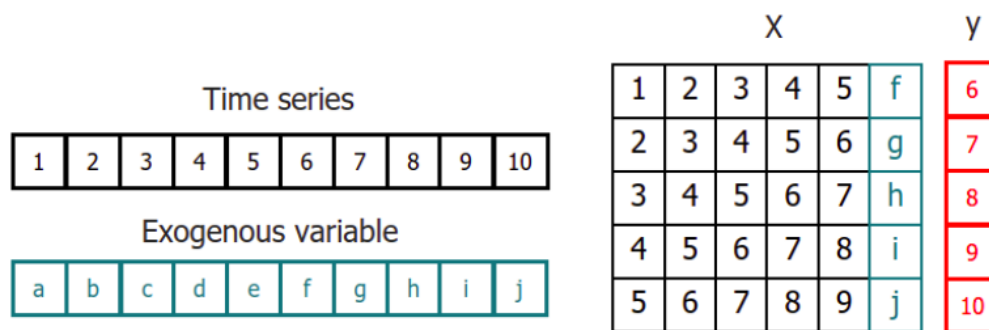 Time series
1 2 3 4 5 6 7 8 9 10
Exogenous variable
a b c d e f g h i j
X y
1 2 3 4 5 f 6
2 3 4 5 6 g 7
3 4 5 6 7 h 8
4 5 6 7 8 i 9
5 6 7 8 9 j 10